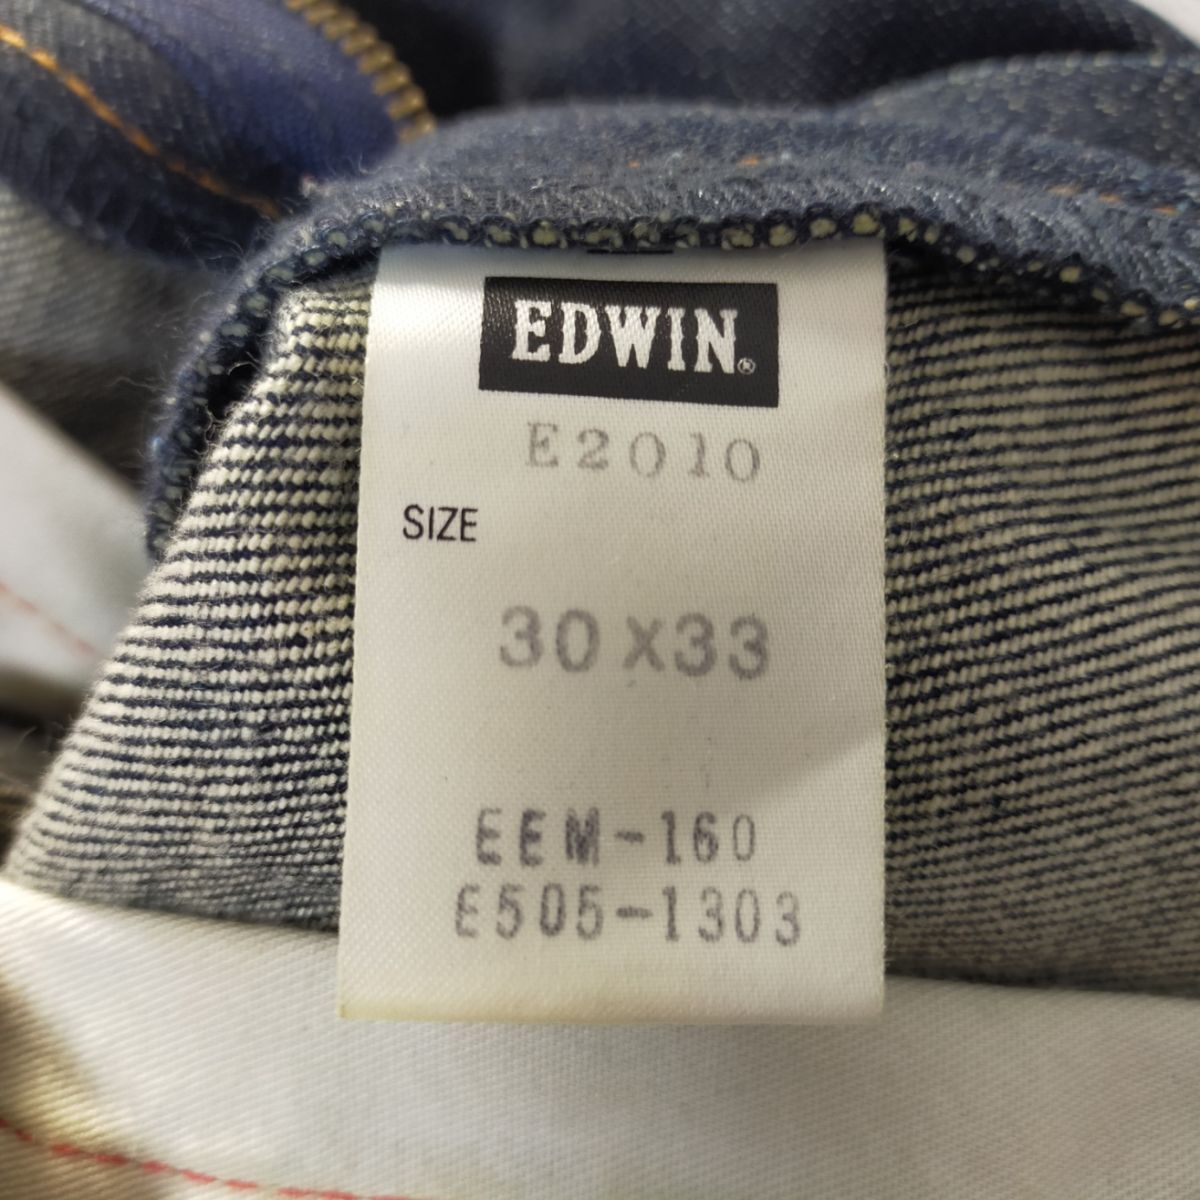 EDWIN®
E2010
SIZE
30X33
EEM-160
E505-1303